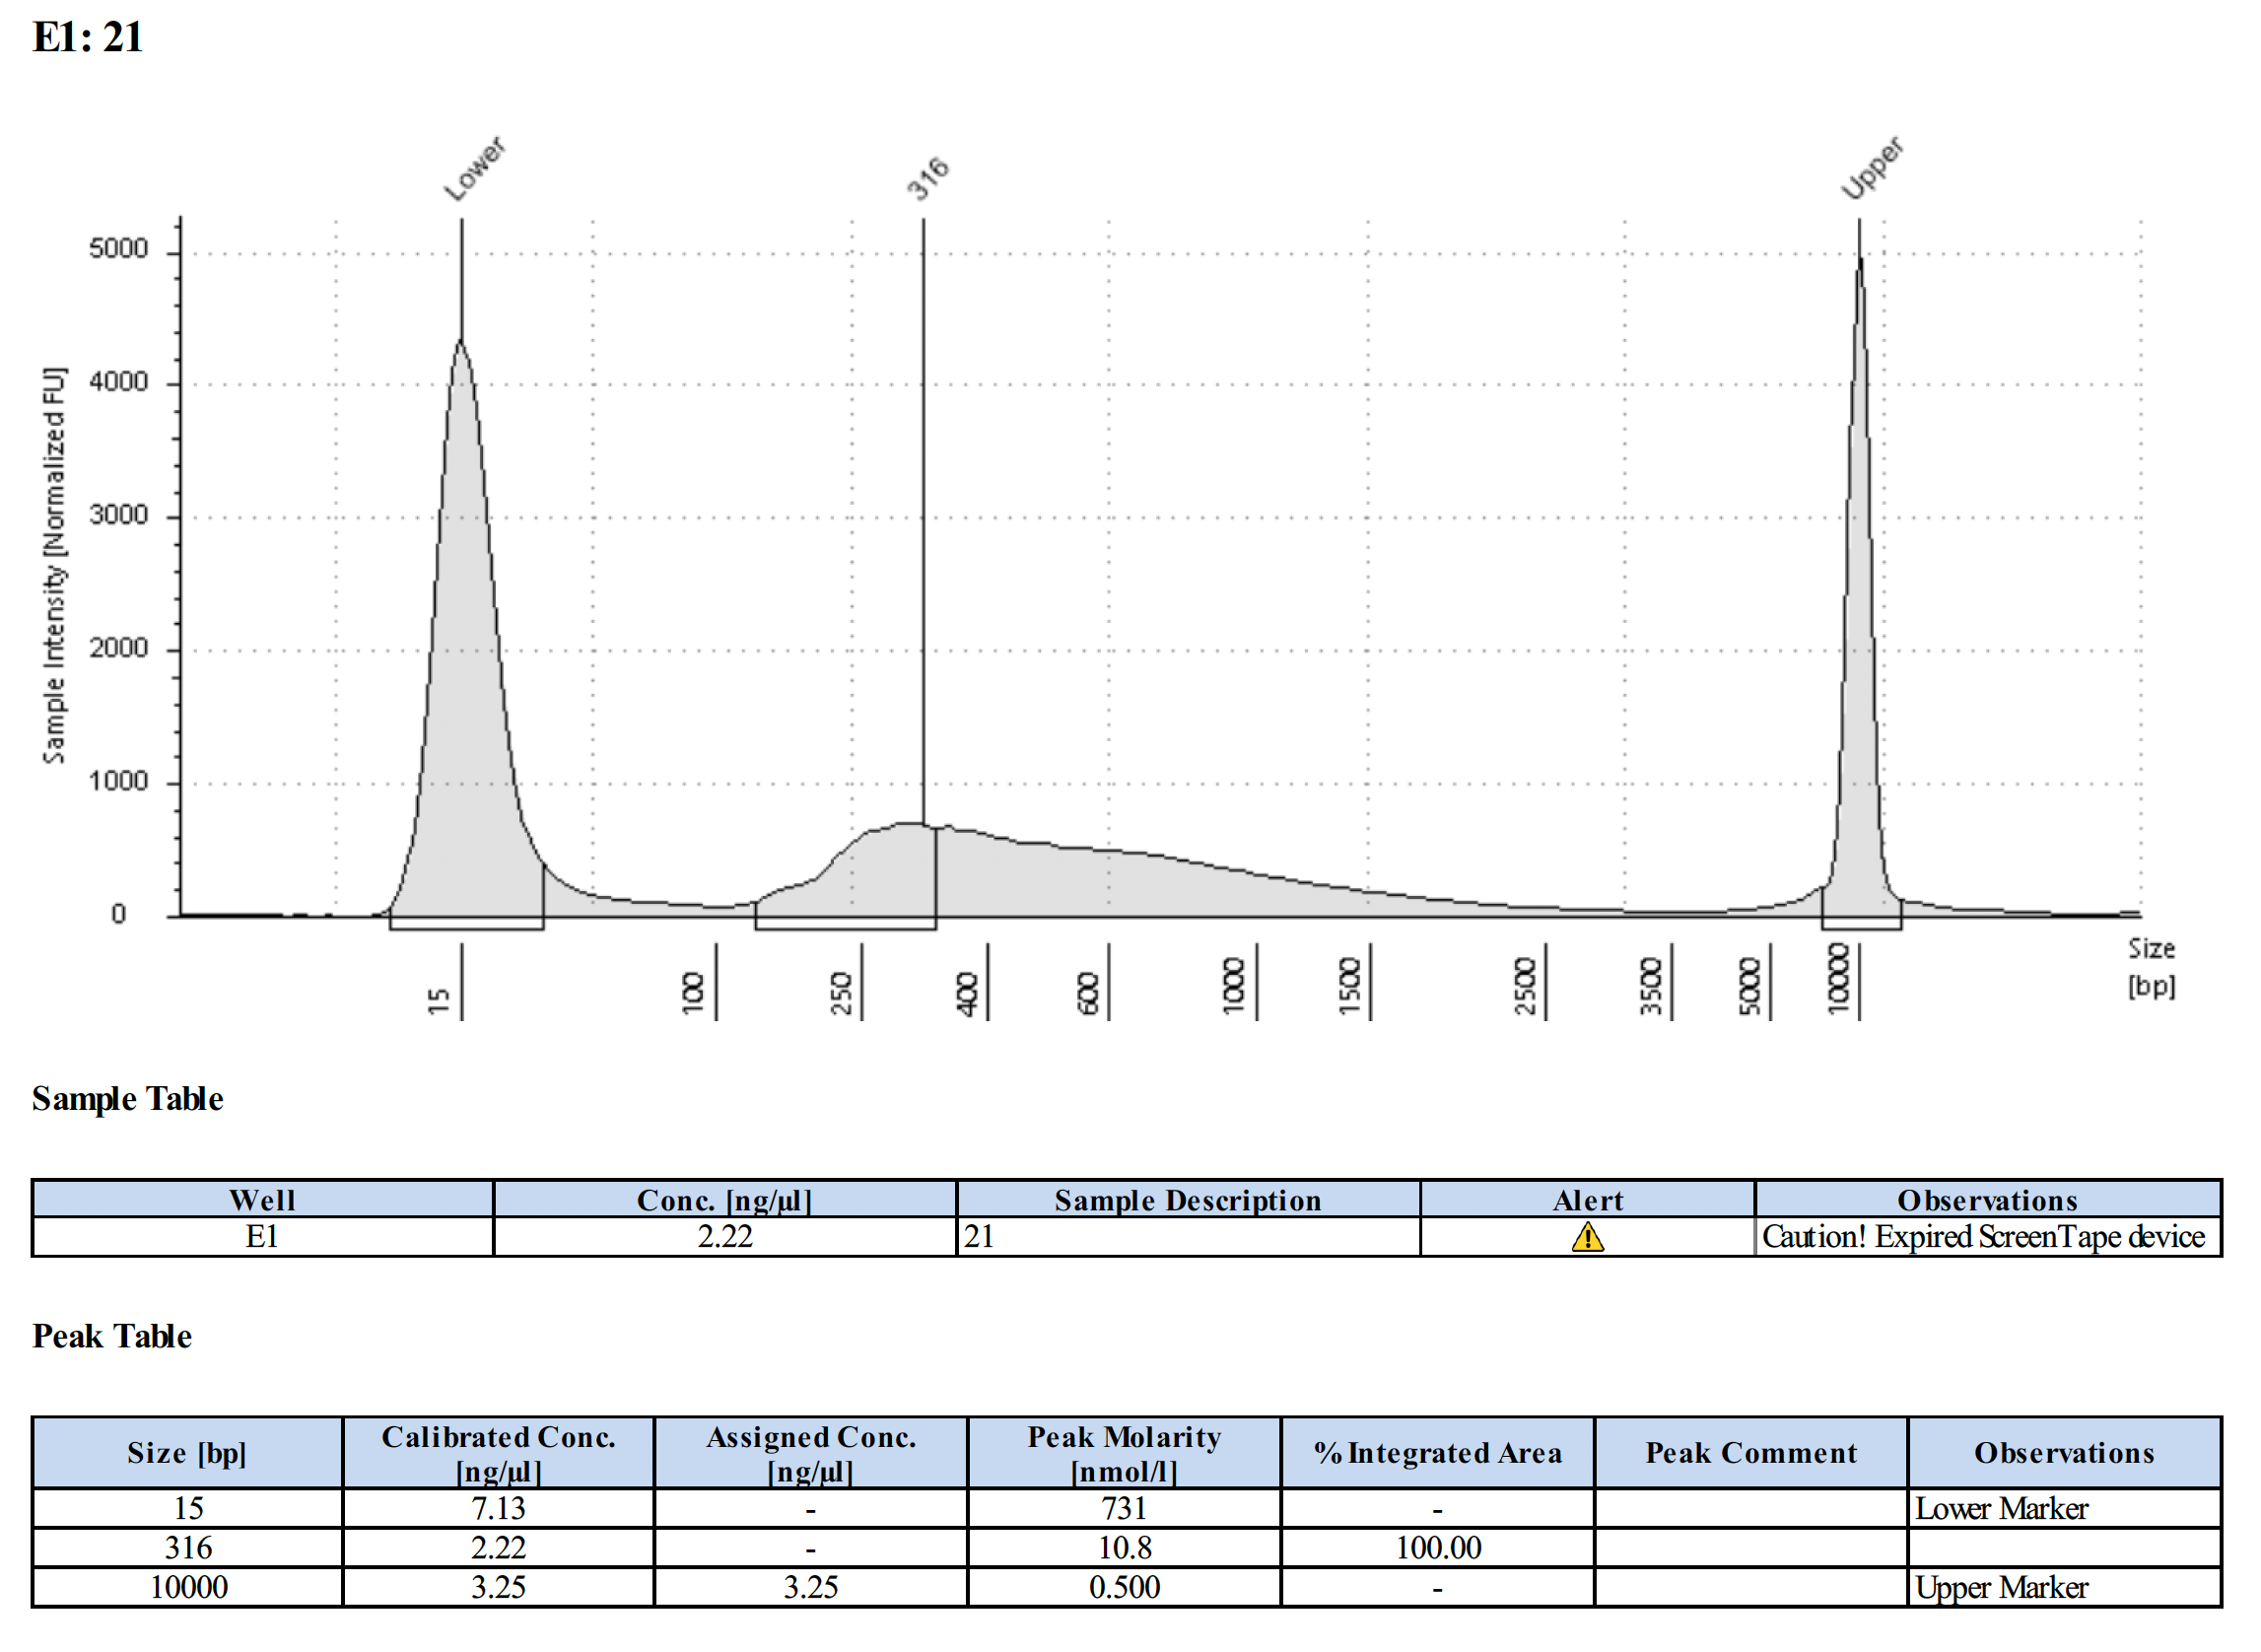 E1: 21
Lower
316
Upper
Sample Intensity [Normalized FU]
5000
4000
3000
2000
1000
0
15
100
250
400
600
1000
1500
2500
3500
5000
10000
Size
[bp]
Sample Table
Well Conc. [ng/µl] Sample Description Alert Observations
E1 2.22 21 Caution! Expired ScreenTape device
Peak Table
Size [bp] Calibrated Conc. [ng/µl] Assigned Conc. [ng/µl] Peak Molarity [nmol/l] % Integrated Area Peak Comment Observations
15 7.13 - 731 - Lower Marker
316 2.22 - 10.8 100.00
10000 3.25 3.25 0.500 - Upper Marker